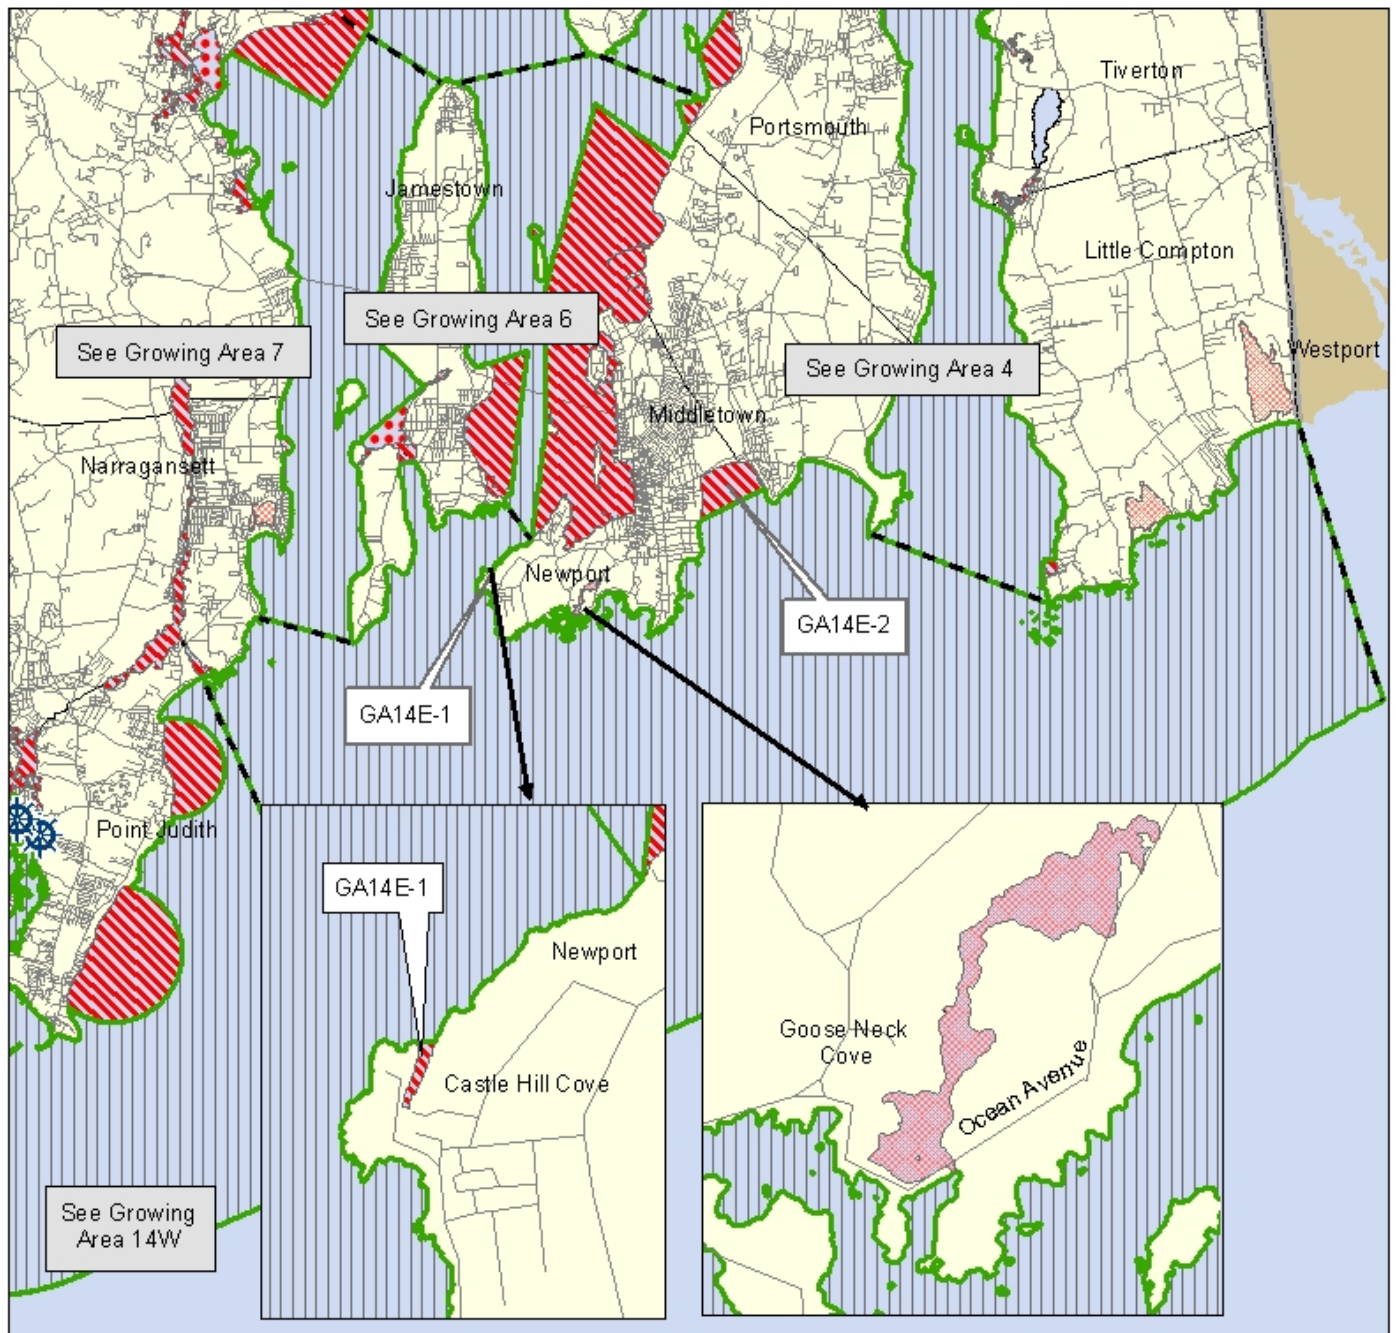 Tiverton
Portsmouth
Jamestown
Little Compton
See Growing Area 6
See Growing Area 7
Westport
See Growing Area 4
Middletown
Narragansett
Newport
GA14E-2
GA14E-1
Point Judith
GA14E-1
Newport
Castle Hill Cove
Goose Neck
Cove
Ocean Avenue
See Growing
Area 14W